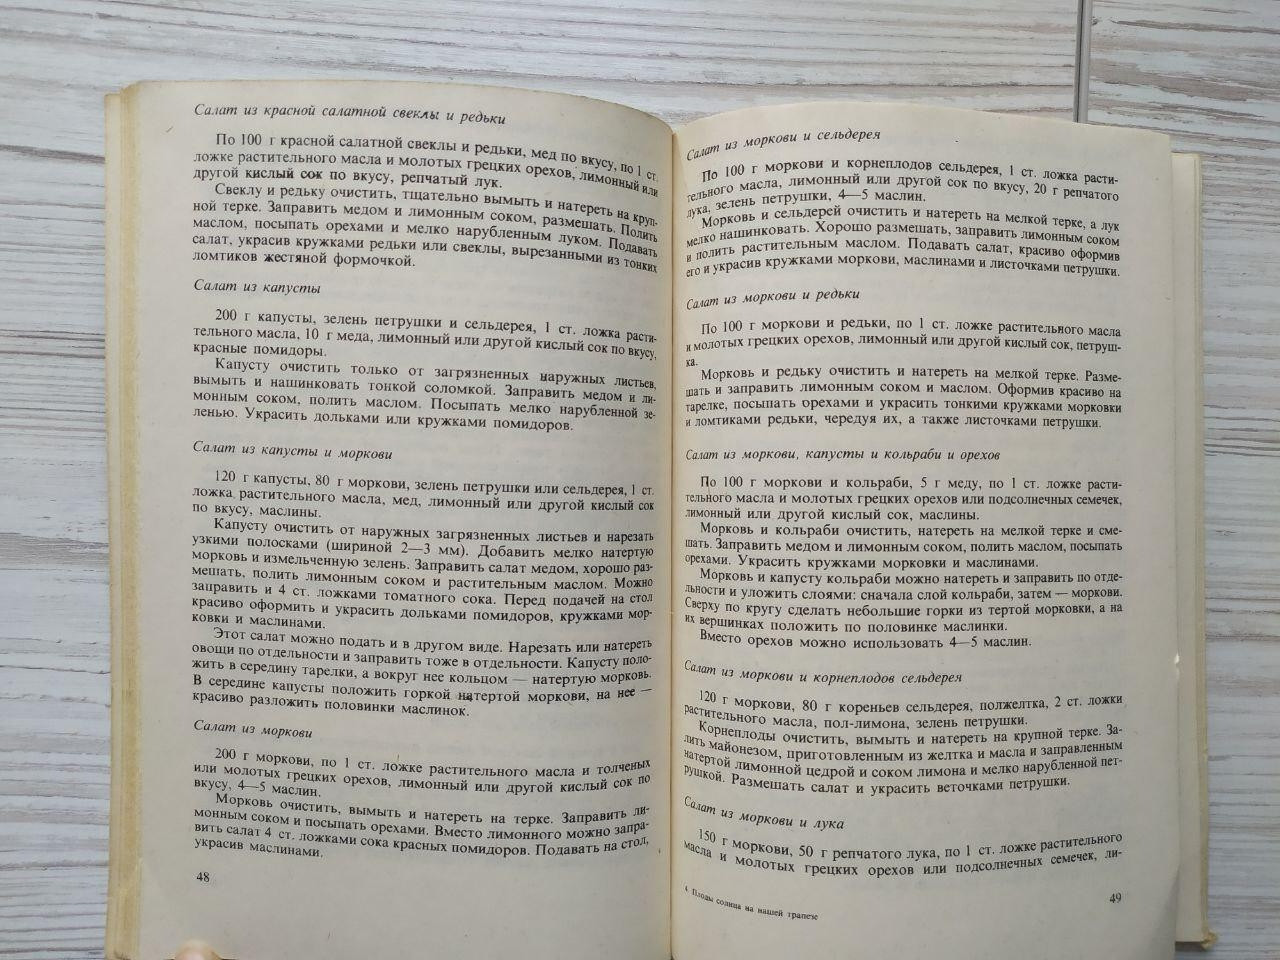 Салат из красной салатной свеклы и редьки
По 100 г красной салатной свеклы и редьки, мед по вкусу, по 1 ст.
ложке растительного масла и молотых грецких орехов, лимонный или
другой кислый сок по вкусу, репчатый лук.
Свеклу и редьку очистить, тщательно вымыть и натереть на круп-
ной терке. Заправить медом и лимонным соком, размешать. Полить
маслом, посыпать орехами и мелко нарубленным луком. Подавать
салат, украсив кружками редьки или свеклы, вырезанными из тонких
ломтиков жестяной формочкой.
Салат из капусты
200 г капусты, зелень петрушки и сельдерея, 1 ст. ложка расти-
тельного масла, 10 г меда, лимонный или другой кислый сок по вкусу,
красные помидоры.
Капусту очистить только от загрязненных наружных листьев,
вымыть и нашинковать тонкой соломкой. Заправить медом и ли-
монным соком, полить маслом. Посыпать мелко нарубленной зе-
ленью. Украсить дольками или кружками помидоров.
Салат из капусты и моркови
120 г капусты, 80 г моркови, зелень петрушки или сельдерея, 1 ст.
ложка растительного масла, мед, лимонный или другой кислый сок
по вкусу, маслины.
Капусту очистить от наружных загрязненных листьев и нарезать
узкими полосками (шириной 2—3 мм). Добавить мелко натертую
морковь и измельченную зелень. Заправить салат медом, хорошо раз-
мешать, полить лимонным соком и растительным маслом. Можно
заправить и 4 ст. ложками томатного сока. Перед подачей на стол
красиво оформить и украсить дольками помидоров, кружками мор-
ковки и маслинами.
Этот салат можно подать и в другом виде. Нарезать или натереть
овощи по отдельности и заправить тоже в отдельности. Капусту поло-
жить в середину тарелки, а вокруг нее кольцом — натертую морковь.
В середине капусты положить горкой натертой моркови, на нее —
красиво разложить половинки маслинок.
Салат из моркови
200 г моркови, по 1 ст. ложке растительного масла и толченых
или молотых грецких орехов, лимонный или другой кислый сок по
вкусу, 4—5 маслин.
Морковь очистить, вымыть и натереть на терке. Заправить ли-
монным соком и посыпать орехами. Вместо лимонного можно запра-
вить салат 4 ст. ложками сока красных помидоров. Подавать на стол,
украсив маслинами.
48
Салат из моркови и сельдерея
По 100 г моркови и корнеплодов сельдерея, 1 ст. ложка расти-
тельного масла, лимонный или другой сок по вкусу, 20 г репчатого
лука, зелень петрушки, 4—5 маслин.
Морковь и сельдерей очистить и натереть на мелкой терке, а лук
мелко нашинковать. Хорошо размешать, заправить лимонным соком
и полить растительным маслом. Подавать салат, красиво оформив
его и украсив кружками моркови, маслинами и листочками петрушки.
Салат из моркови и редьки
По 100 г моркови и редьки, по 1 ст. ложке растительного масла
и молотых грецких орехов, лимонный или другой кислый сок, петруш-
ка.
Морковь и редьку очистить и натереть на мелкой терке. Разме-
шать и заправить лимонным соком и маслом. Оформив красиво на
тарелке, посыпать орехами и украсить тонкими кружками морковки
и ломтиками редьки, чередуя их, а также листочками петрушки.
Салат из моркови, капусты и кольраби и орехов
По 100 г моркови и кольраби, 5 г меду, по 1 ст. ложке расти-
тельного масла и молотых грецких орехов или подсолнечных семечек,
лимонный или другой кислый сок, маслины.
Морковь и кольраби очистить, натереть на мелкой терке и сме-
шать. Заправить медом и лимонным соком, полить маслом, посыпать
орехами. Украсить кружками морковки и маслинами.
Морковь и капусту кольраби можно натереть и заправить по отде-
льности и уложить слоями: сначала слой кольраби, затем — моркови.
Сверху по кругу сделать небольшие горки из тертой морковки, а на
их вершинках положить по половинке маслинки.
Вместо орехов можно использовать 4—5 маслин.
Салат из моркови и корнеплодов сельдерея
120 г моркови, 80 г кореньев сельдерея, полжелтка, 2 ст. ложки
растительного масла, пол-лимона, зелень петрушки.
Корнеплоды очистить, вымыть и натереть на крупной терке. За-
лить майонезом, приготовленным из желтка и масла и заправленным
натертой лимонной цедрой и соком лимона и мелко нарубленной пет-
рушкой. Размешать салат и украсить веточками петрушки.
Салат из моркови и лука
150 г моркови, 50 г репчатого лука, по 1 ст. ложке растительного
масла и молотых грецких орехов или подсолнечных семечек, ли-
4 Плоды солнца на нашей трапезе
49